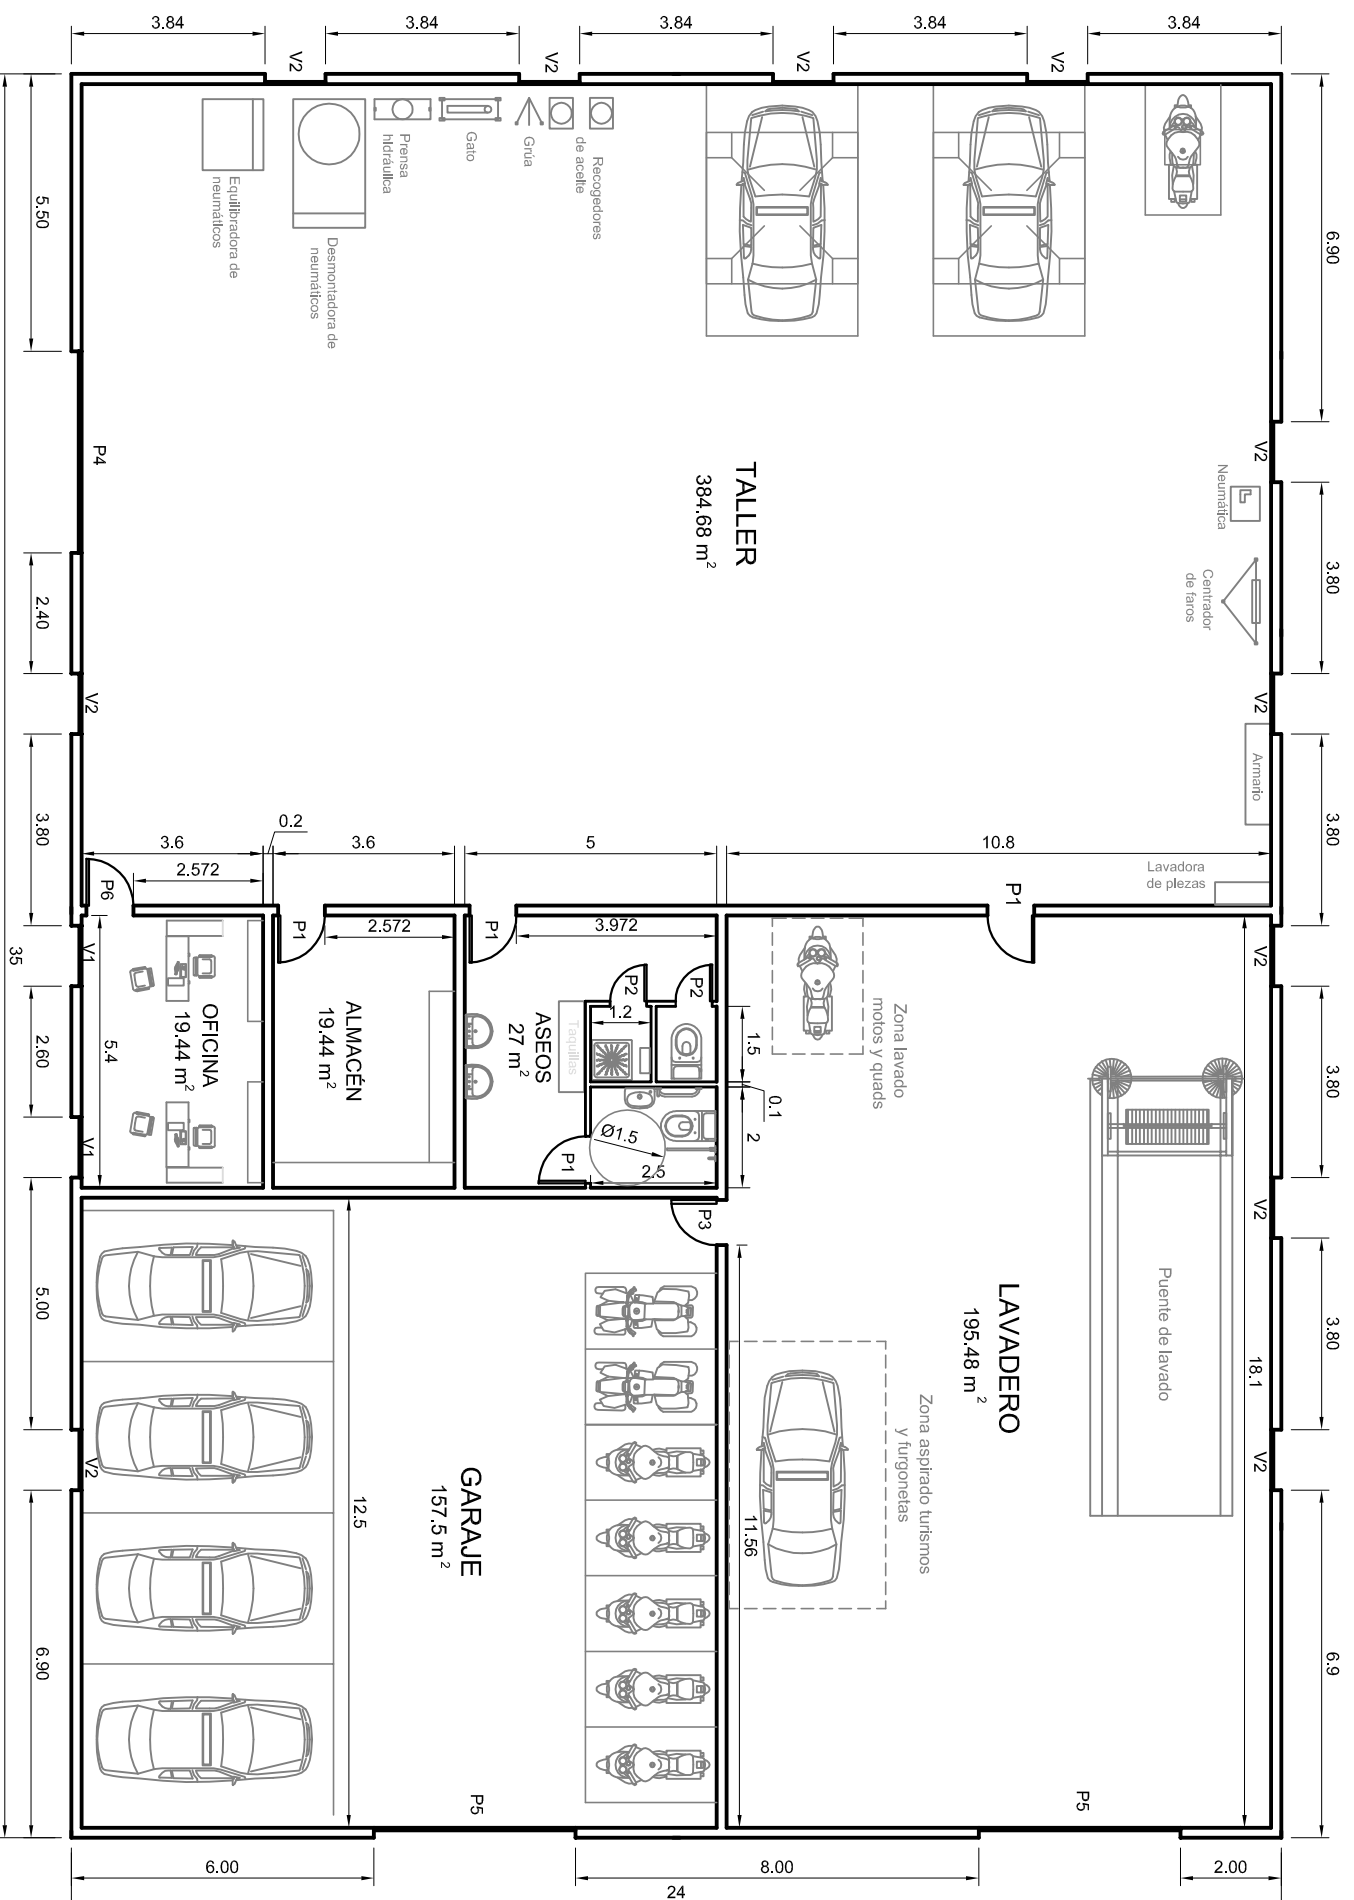 3.84
3.84
3.84
3.84
3.84
V2
V2
V2
V2
5.50
6.90
Equilibradora de
neumáticos
Desmontadora de
neumáticos
Prensa
hidráulica
Gato
Grúa
Recogedores
de aceite
P4
TALLER
384.68 m²
V2
Neumática
3.80
Centrador
de faros
2.40
V2
V2
Armario
3.80
3.80
3.6
0.2
3.6
5
10.8
2.572
Lavadora
de piezas
P6
P1
2.572
P1
3.972
P1
V1
V2
35
P2
P2
1.2
1.5
Zona lavado
motos y quads
3.80
2.60
5.4
OFICINA
19.44 m²
ALMACÉN
19.44 m²
ASEOS
27 m²
Taquillas
0.1
2
Ø1.5
2.5
P1
V1
V2
P3
5.00
Puente de lavado
3.80
LAVADERO
195.48 m²
18.1
Zona aspirado turismos
y furgonetas
V2
V2
GARAJE
157.5 m²
12.5
11.56
6.90
6.9
P5
P5
6.00
8.00
2.00
24